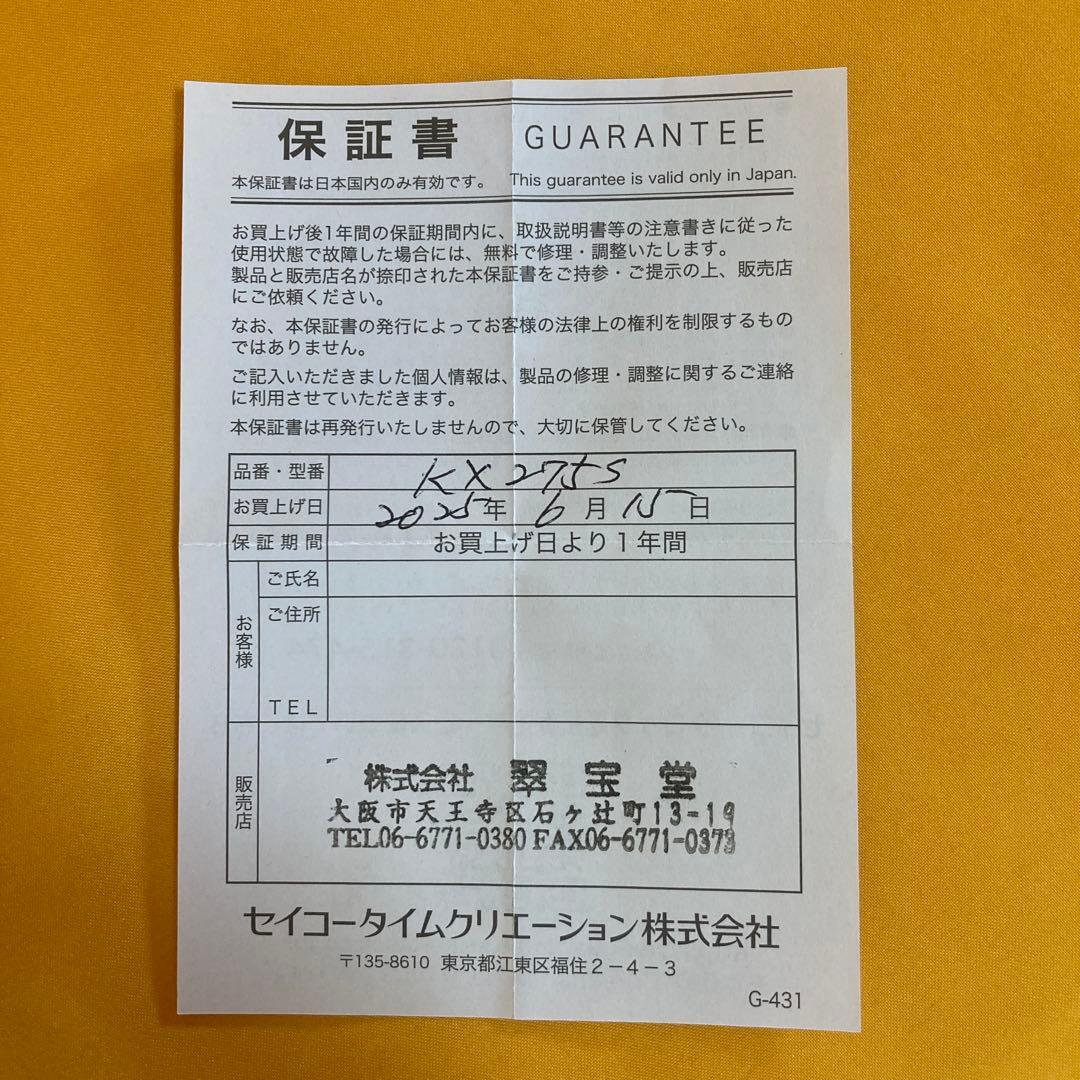 保証書 GUARANTEE
本保証書は日本国内のみ有効です。 This guarantee is valid only in Japan.
お買上げ後1年間の保証期間内に、取扱説明書等の注意書きに従った
使用状態で故障した場合には、無料で修理・調整いたします。
製品と販売店名が捺印された本保証書をご持参・ご提示の上、販売店
にご依頼ください。
なお、本保証書の発行によってお客様の法律上の権利を制限するもの
ではありません。
ご記入いただきました個人情報は、製品の修理・調整に関するご連絡
に利用させていただきます。
本保証書は再発行いたしませんので、大切に保管してください。
品番・型番 KX275S
お買上げ日 2025年 6月 15日
保証期間 お買上げ日より1年間
お客様
ご氏名
ご住所
TEL
販売店
株式会社 翠宝堂
大阪市天王寺区石ヶ辻町13-19
TEL06-6771-0380 FAX06-6771-0373
セイコータイムクリエーション株式会社
〒135-8610 東京都江東区福住2-4-3
G-431